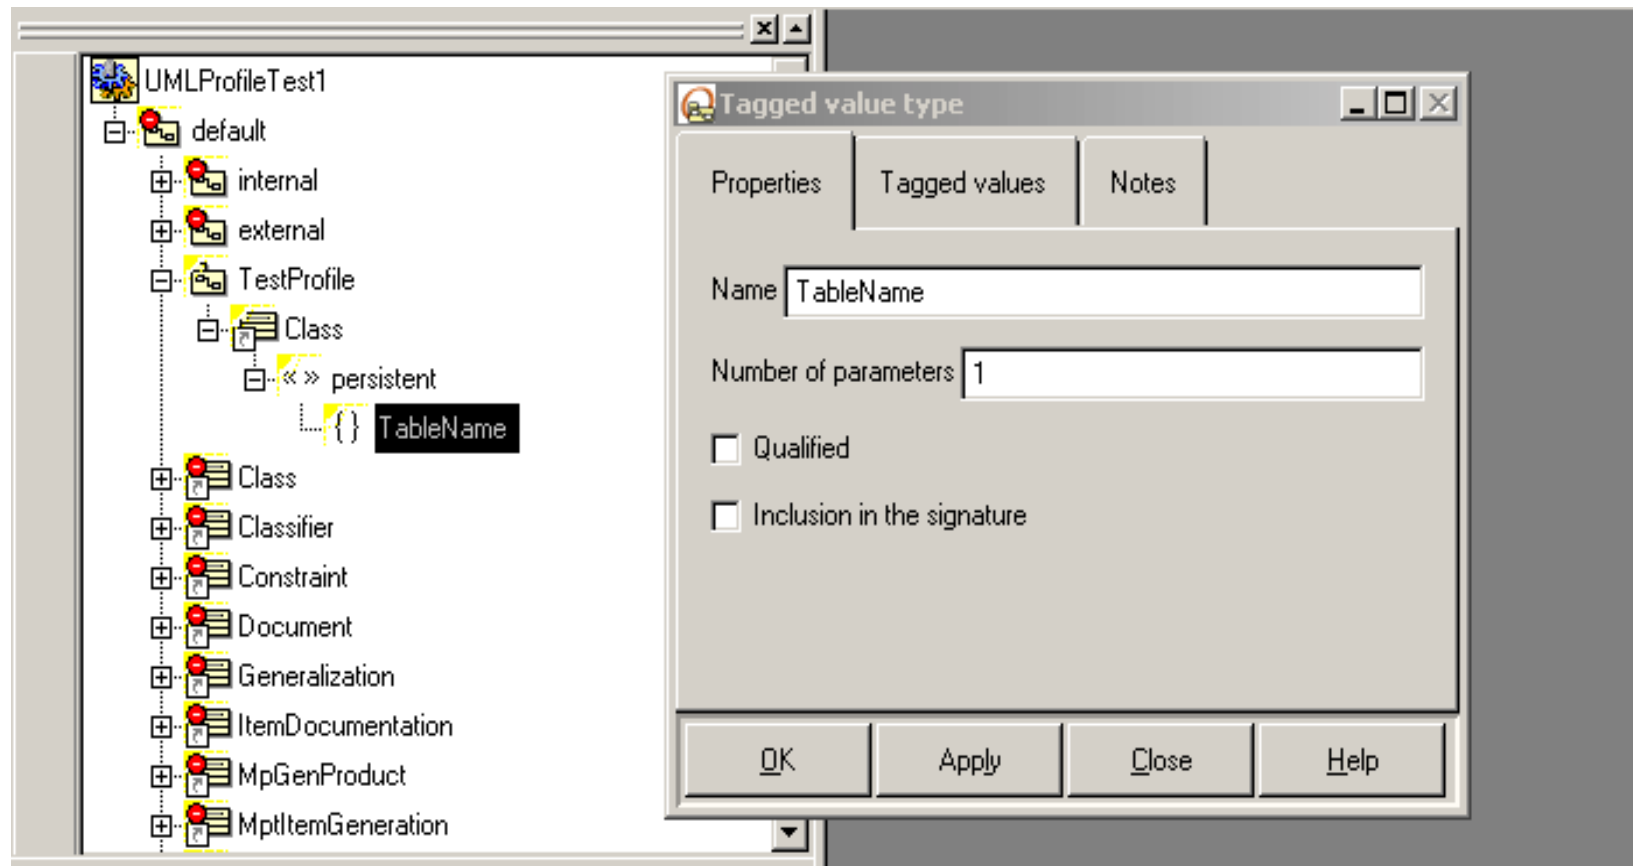 UMLProfileTest1
default
internal
external
TestProfile
Class
« » persistent
{ } TableName
Class
Classifier
Constraint
Document
Generalization
ItemDocumentation
MpGenProduct
MptItemGeneration
Tagged value type
Properties Tagged values Notes
Name TableName
Number of parameters 1
Qualified
Inclusion in the signature
OK Apply Close Help